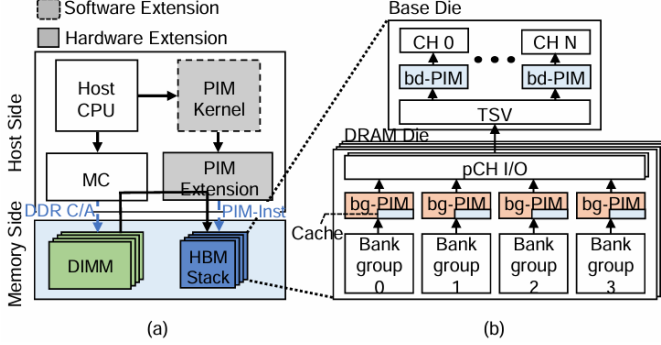 Software Extension
Hardware Extension
Host Side
Host
CPU
PIM
Kernel
MC
PIM
Extension
DDR C/A
PIM-Inst
Memory Side
DIMM
HBM
Stack
(a)
Base Die
CH 0
CH N
bd-PIM
bd-PIM
TSV
DRAM Die
pCH I/O
bg-PIM
bg-PIM
bg-PIM
bg-PIM
Cache
Bank
group
0
Bank
group
1
Bank
group
2
Bank
group
3
(b)